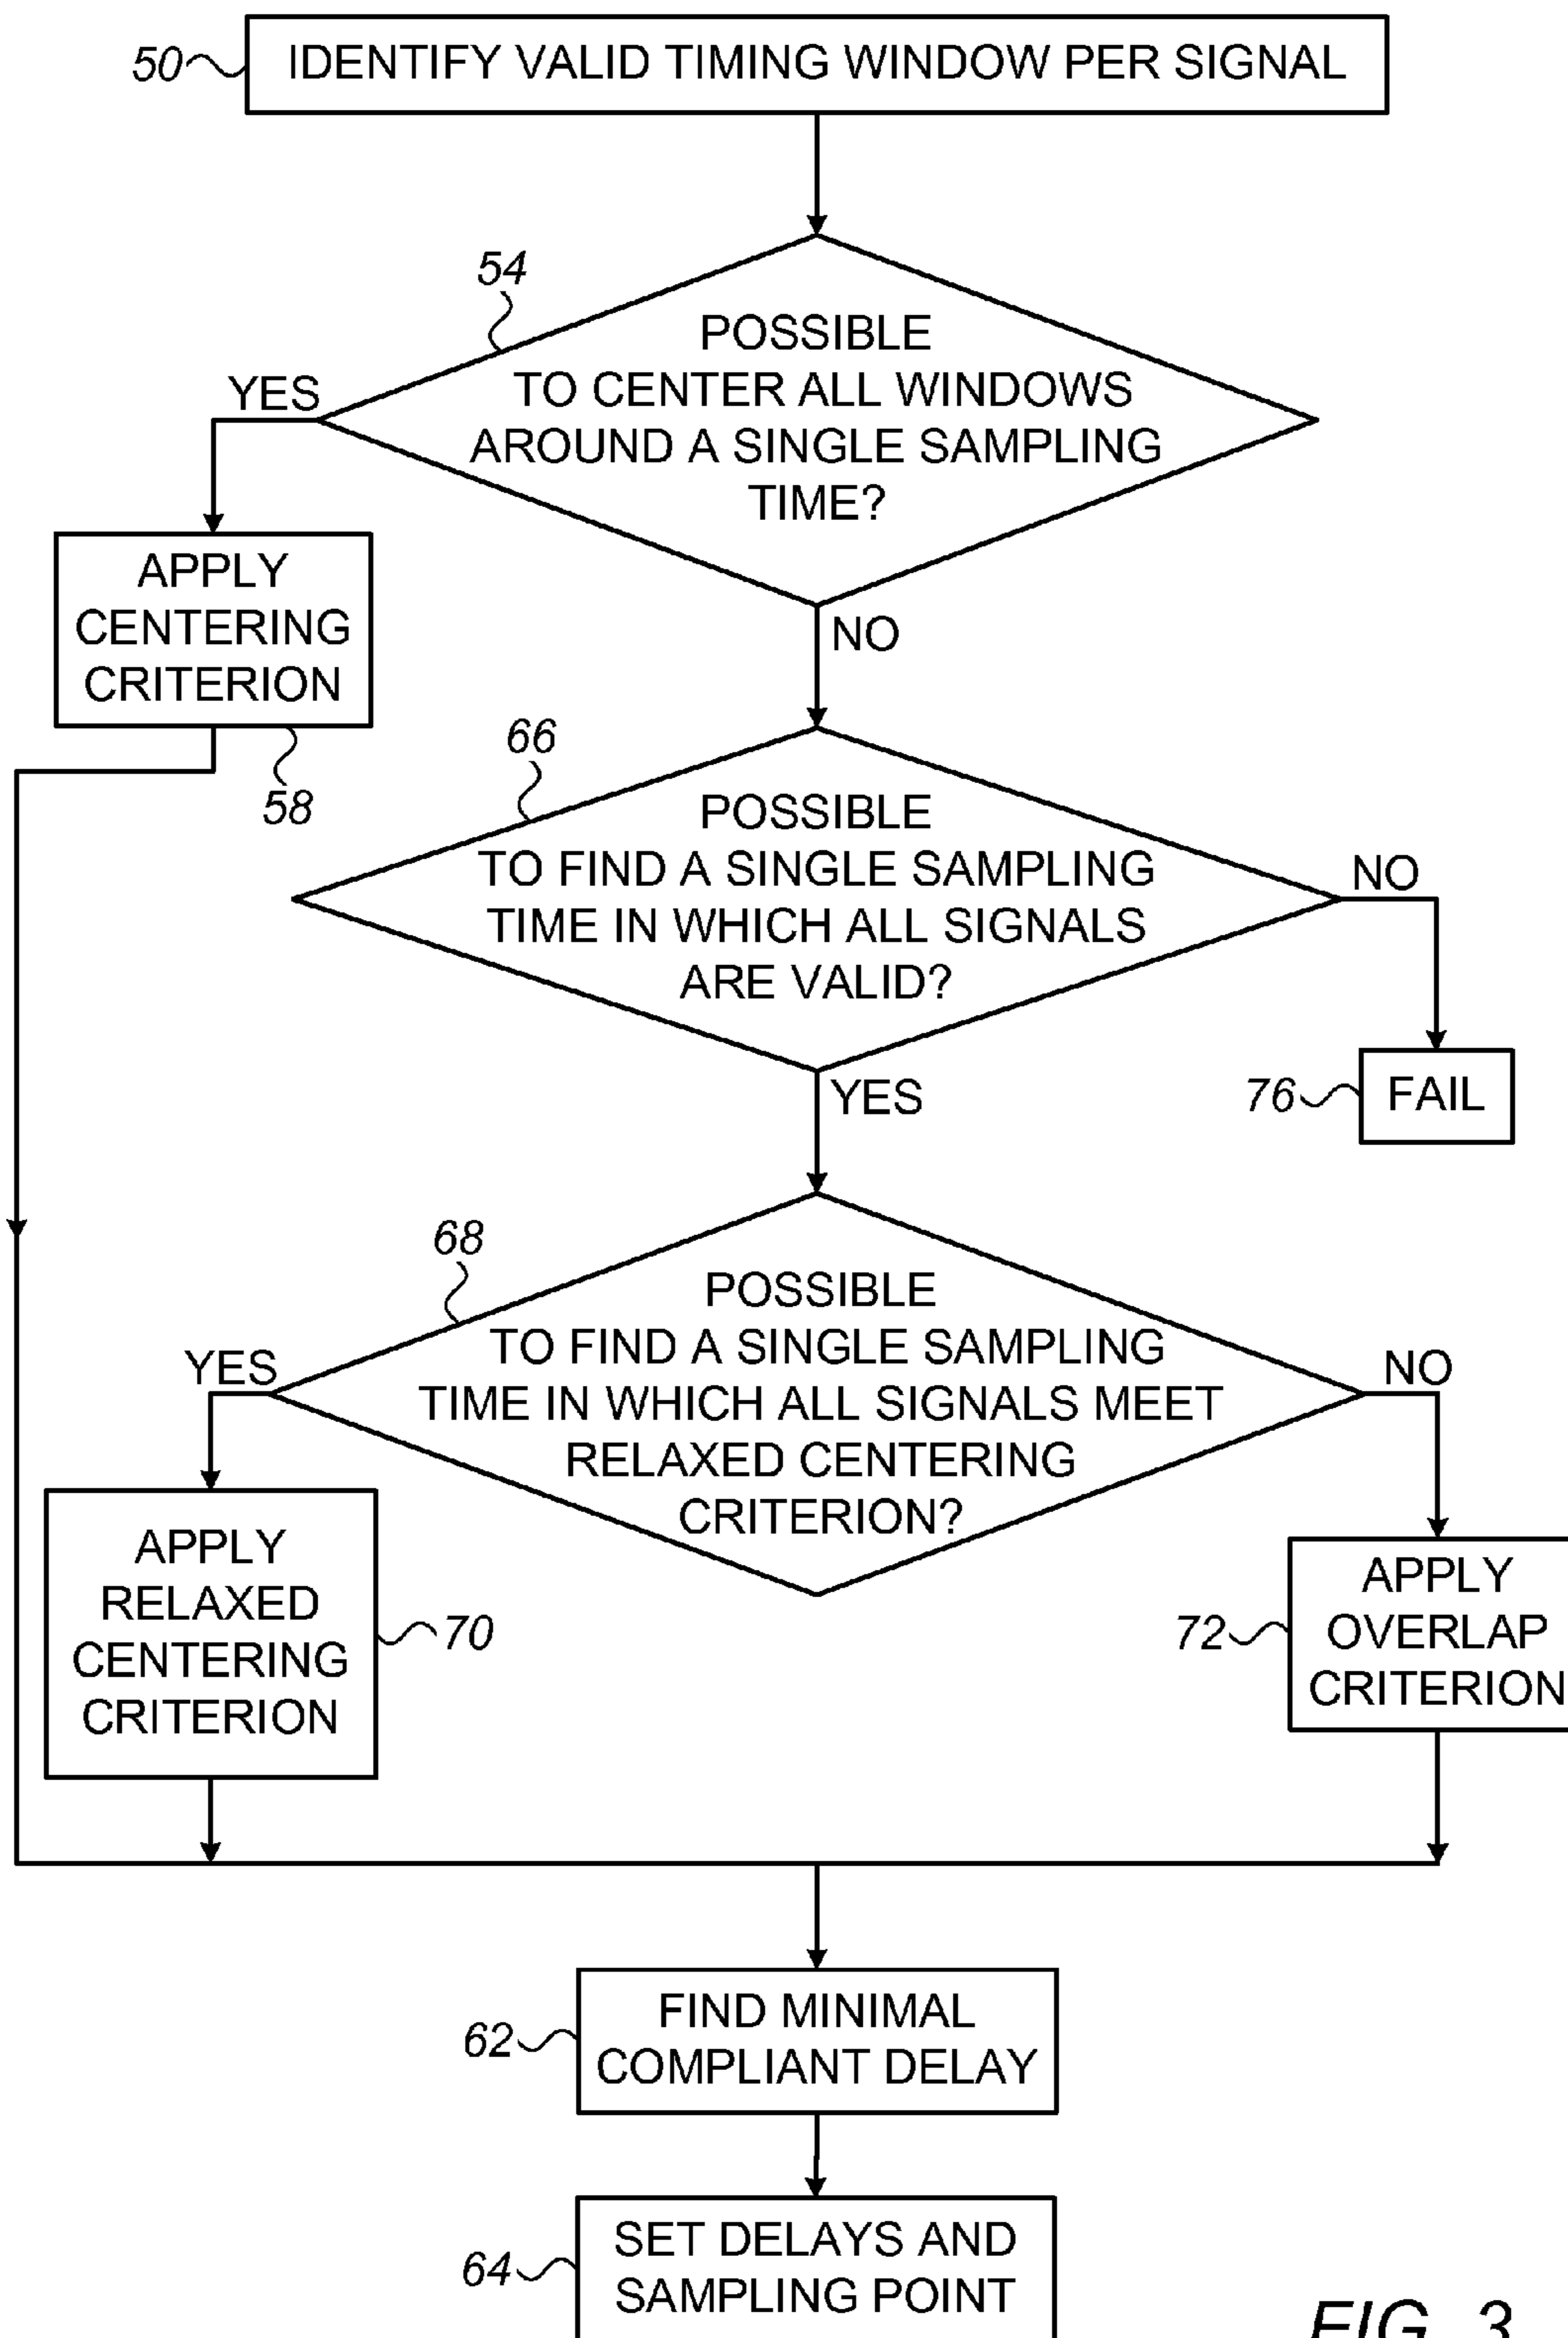 50
IDENTIFY VALID TIMING WINDOW PER SIGNAL
54
POSSIBLE
TO CENTER ALL WINDOWS
AROUND A SINGLE SAMPLING
TIME?
YES
NO
APPLY
CENTERING
CRITERION
58
66
POSSIBLE
TO FIND A SINGLE SAMPLING
TIME IN WHICH ALL SIGNALS
ARE VALID?
NO
YES
76
FAIL
68
POSSIBLE
TO FIND A SINGLE SAMPLING
TIME IN WHICH ALL SIGNALS MEET
RELAXED CENTERING
CRITERION?
YES
NO
APPLY
RELAXED
CENTERING
CRITERION
70
72
APPLY
OVERLAP
CRITERION
62
FIND MINIMAL
COMPLIANT DELAY
64
SET DELAYS AND
SAMPLING POINT
FIG. 3